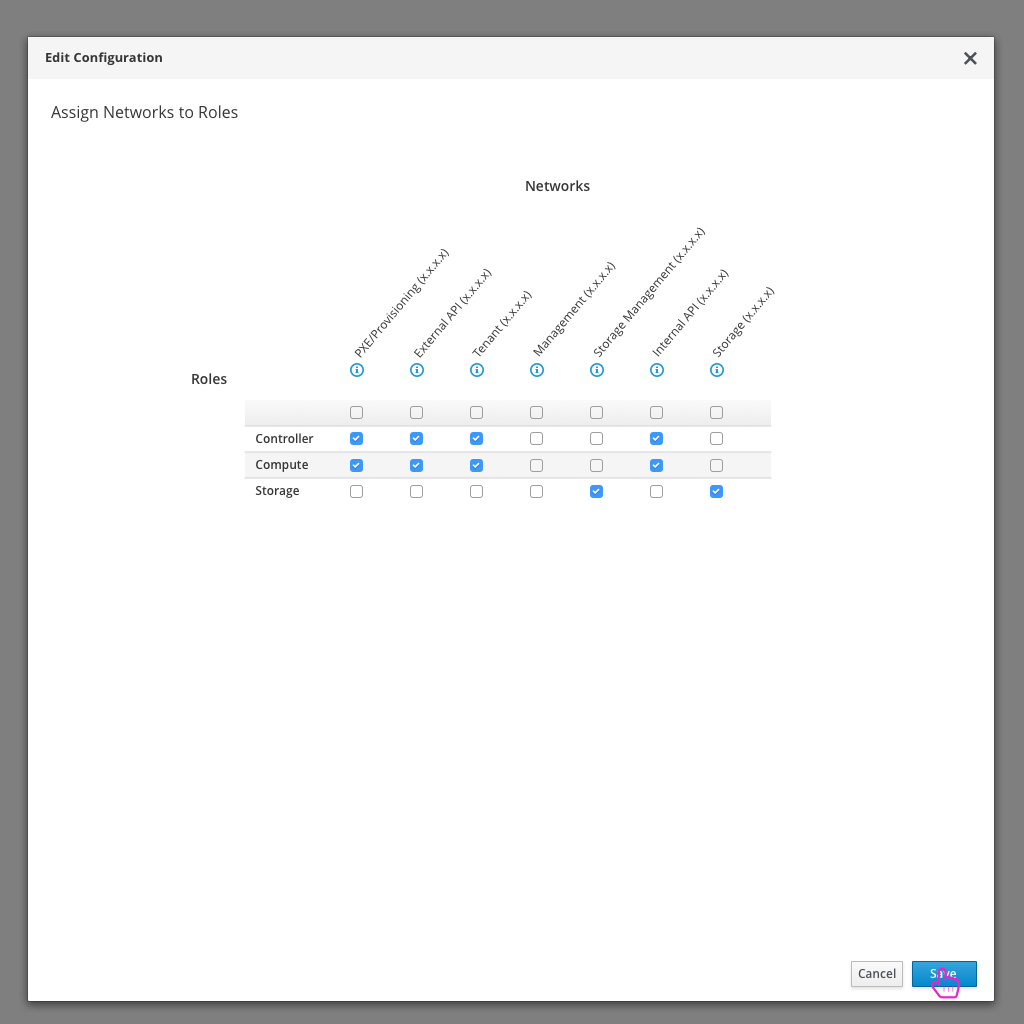 Edit Configuration
Assign Networks to Roles
Networks
PXE/Provisioning (x.x.x.x)
External API (x.x.x.x)
Tenant (x.x.x.x)
Management (x.x.x.x)
Storage Management (x.x.x.x)
Internal API (x.x.x.x)
Storage (x.x.x.x)
Roles
Controller
Compute
Storage
Cancel
Save